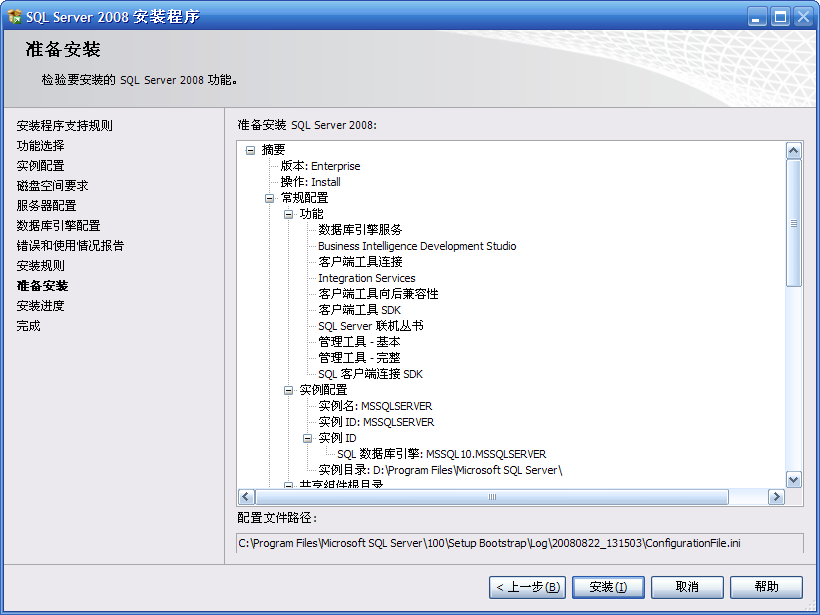 SQL Server 2008 安装程序
准备安装
检验要安装的 SQL Server 2008 功能。
安装程序支持规则
功能选择
实例配置
磁盘空间要求
服务器配置
数据库引擎配置
错误和使用情况报告
安装规则
准备安装
安装进度
完成
准备安装 SQL Server 2008:
摘要
版本: Enterprise
操作: Install
常规配置
功能
数据库引擎服务
Business Intelligence Development Studio
客户端工具连接
Integration Services
客户端工具向后兼容性
客户端工具 SDK
SQL Server 联机丛书
管理工具 - 基本
管理工具 - 完整
SQL 客户端连接 SDK
实例配置
实例名: MSSQLSERVER
实例 ID: MSSQLSERVER
实例 ID
SQL 数据库引擎: MSSQL10.MSSQLSERVER
实例目录: D:\Program Files\Microsoft SQL Server\
共享组件根目录
配置文件路径:
C:\Program Files\Microsoft SQL Server\100\Setup Bootstrap\Log\20080822_131503\ConfigurationFile.ini
< 上一步(B)
安装(I)
取消
帮助